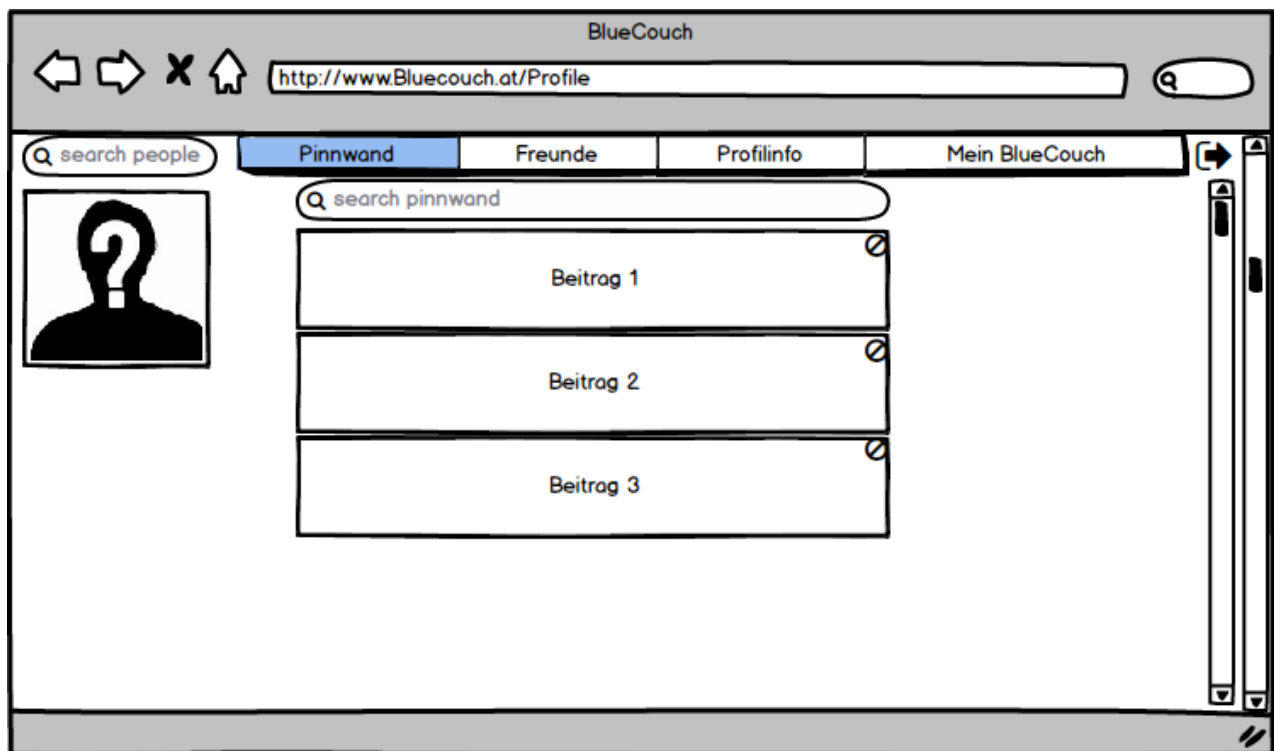 BlueCouch
http://www.Bluecouch.at/Profile
search people
Pinnwand
Freunde
Profilinfo
Mein BlueCouch
search pinnwand
Beitrag 1
Beitrag 2
Beitrag 3